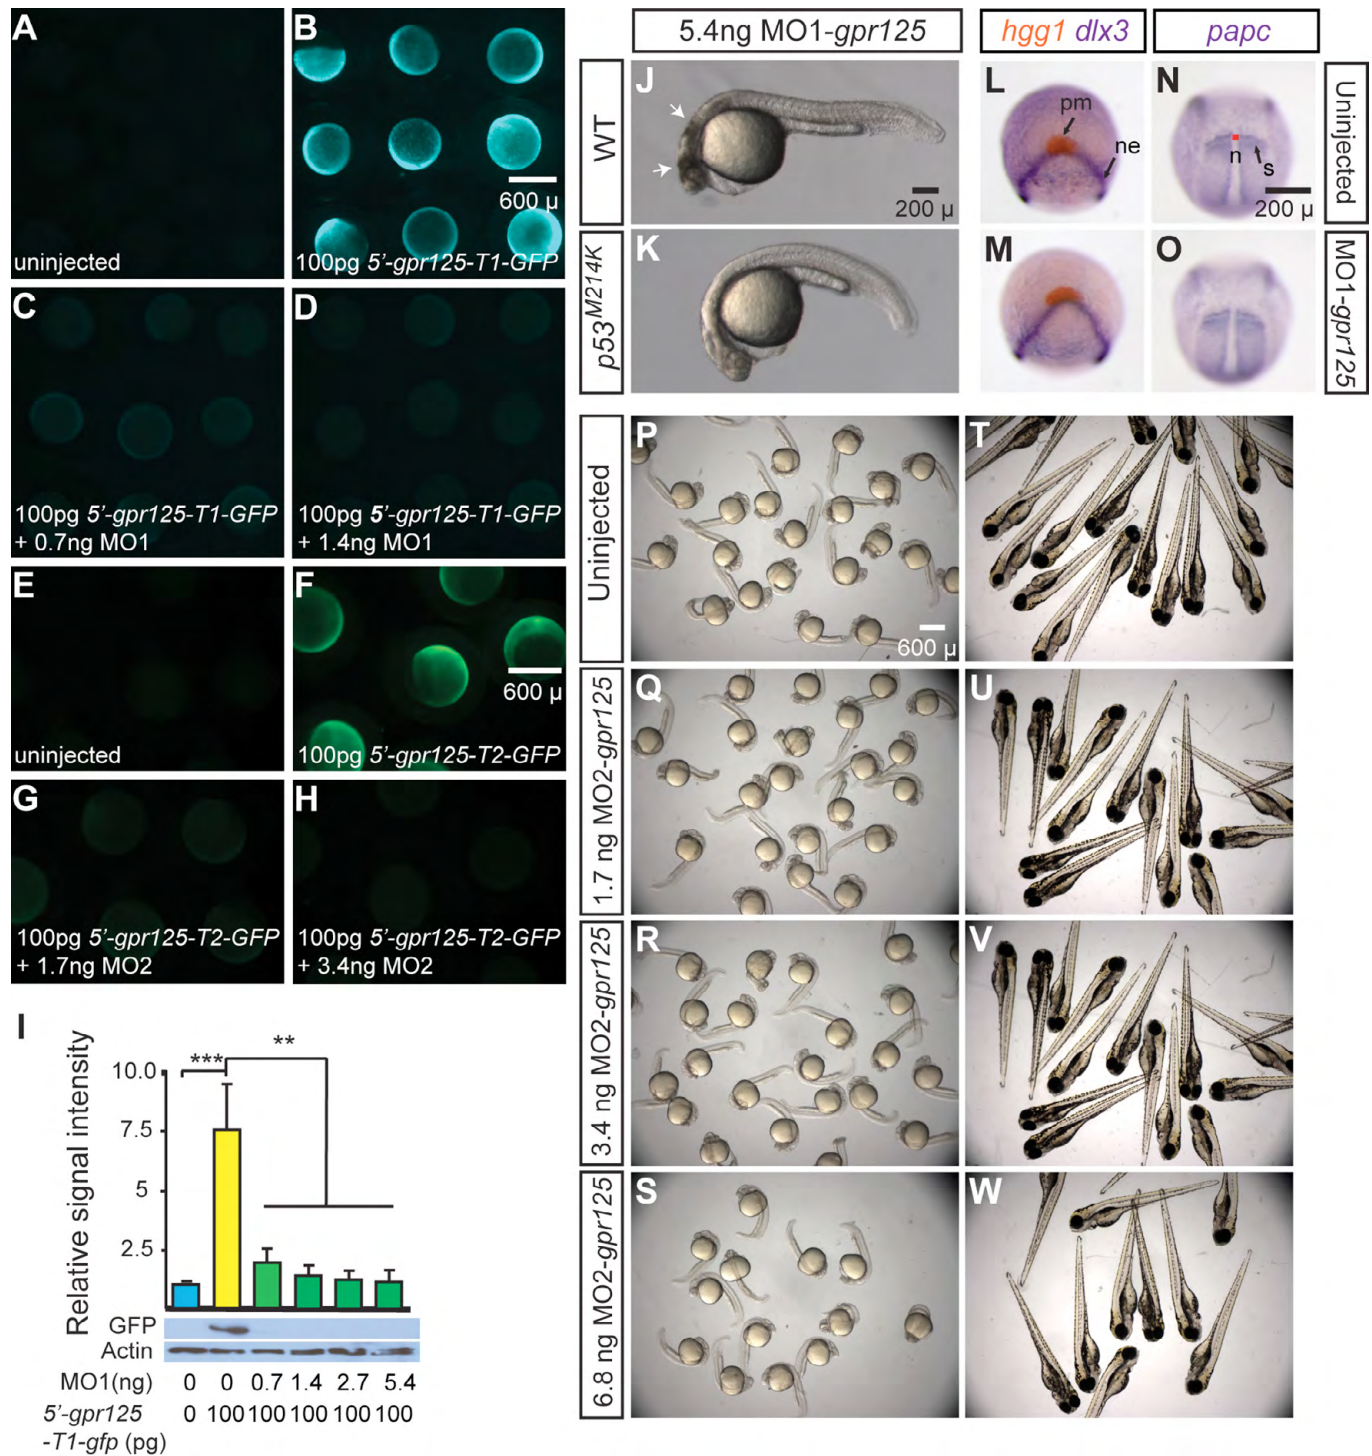 A
uninjected
B
600 µ
100pg 5'-gpr125-T1-GFP
C
100pg 5'-gpr125-T1-GFP
+ 0.7ng MO1
D
100pg 5'-gpr125-T1-GFP
+ 1.4ng MO1
E
uninjected
F
600 µ
100pg 5'-gpr125-T2-GFP
G
100pg 5'-gpr125-T2-GFP
+ 1.7ng MO2
H
100pg 5'-gpr125-T2-GFP
+ 3.4ng MO2
I
Relative signal intensity
10.0
7.5
5
2.5
***
**
GFP
Actin
MO1(ng) 0 0 0.7 1.4 2.7 5.4
5'-gpr125 0 100 100 100 100 100
-T1-gfp (pg)
5.4ng MO1-gpr125
WT
J
200 µ
p53M214K
K
hgg1 dlx3
papc
L
pm
ne
N
n
s
200 µ
Uninjected
M
O
MO1-gpr125
Uninjected
P
600 µ
T
1.7 ng MO2-gpr125
Q
U
3.4 ng MO2-gpr125
R
V
6.8 ng MO2-gpr125
S
W